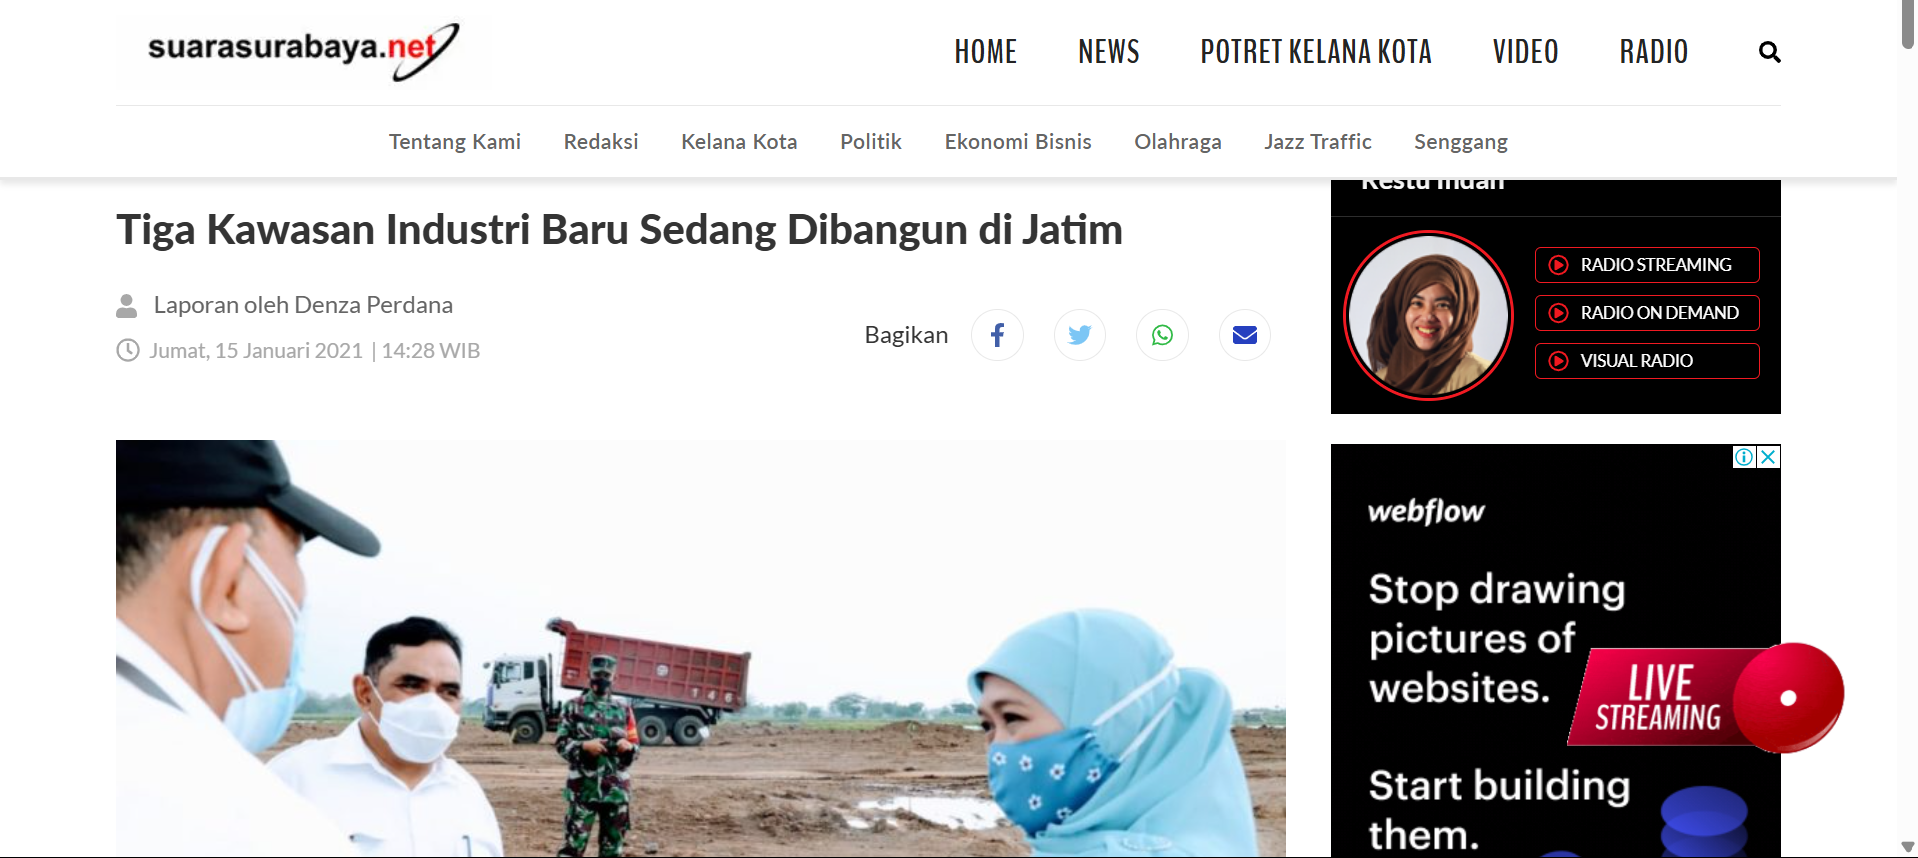 suarasurabaya.net
HOME NEWS POTRET KELANA KOTA VIDEO RADIO
Tentang Kami Redaksi Kelana Kota Politik Ekonomi Bisnis Olahraga Jazz Traffic Senggang
Tiga Kawasan Industri Baru Sedang Dibangun di Jatim
Laporan oleh Denza Perdana
Jumat, 15 Januari 2021 | 14:28 WIB
Bagikan
146
Restu Indah
RADIO STREAMING
RADIO ON DEMAND
VISUAL RADIO
webflow
Stop drawing
pictures of
websites.
LIVE
STREAMING
Start building
them.